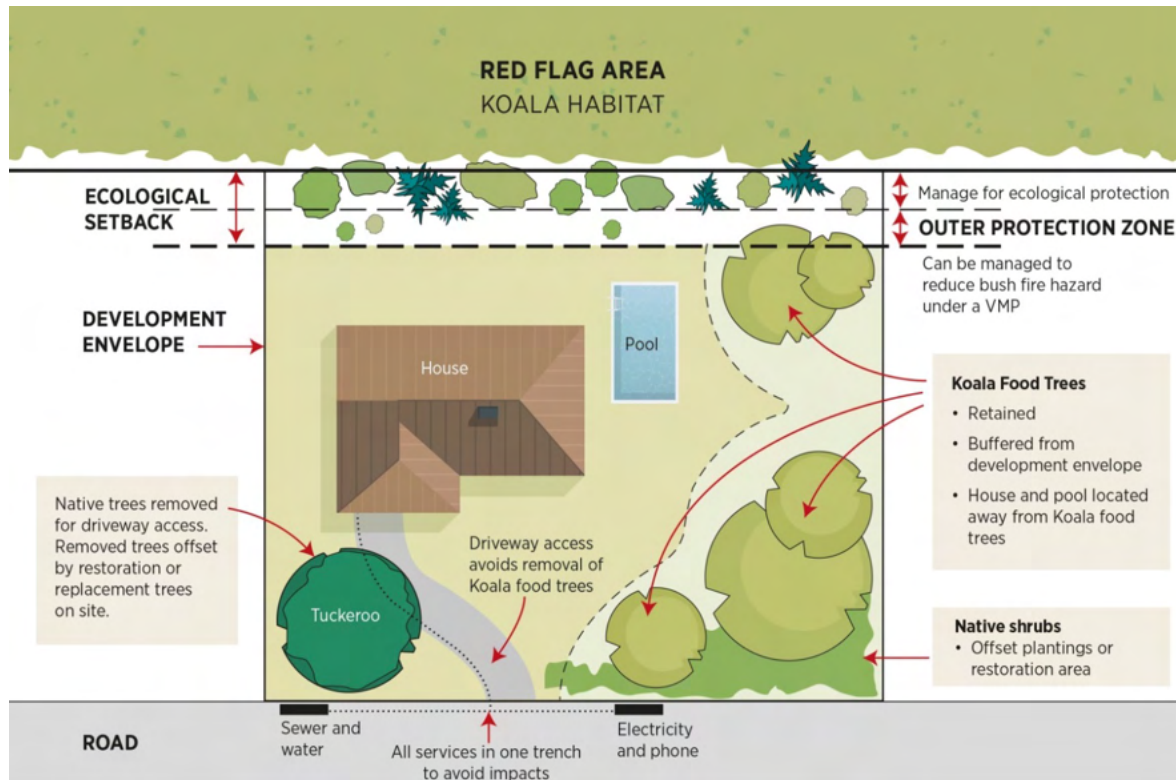 RED FLAG AREA
KOALA HABITAT
ECOLOGICAL
SETBACK
Manage for ecological protection
OUTER PROTECTION ZONE
Can be managed to
reduce bush fire hazard
under a VMP
DEVELOPMENT
ENVELOPE
House
Pool
Koala Food Trees
• Retained
• Buffered from
development envelope
• House and pool located
away from Koala food
trees
Native trees removed
for driveway access.
Removed trees offset
by restoration or
replacement trees
on site.
Driveway access
avoids removal of
Koala food trees
Tuckeroo
Native shrubs
• Offset plantings or
restoration area
ROAD
Sewer and
water
All services in one trench
to avoid impacts
Electricity
and phone